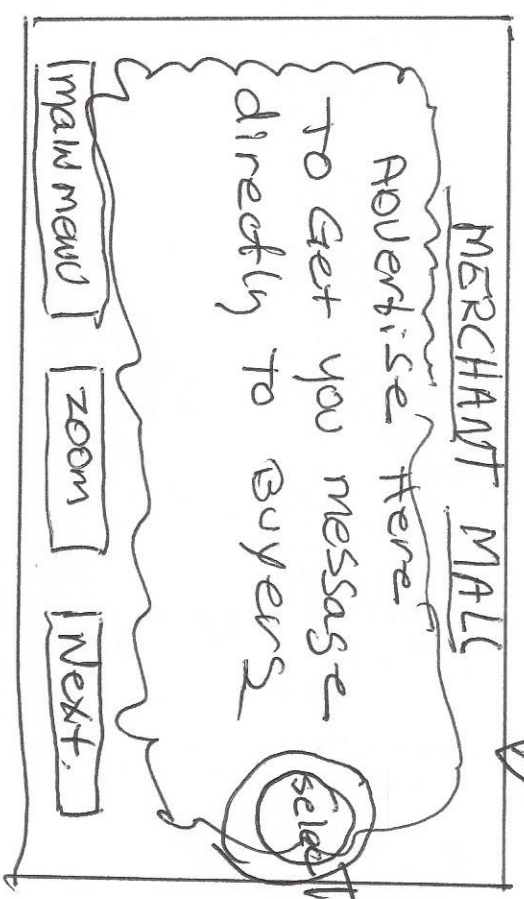 MERCHANT MALL
ADVERtise Here
To Get you message
directly To Buyers
select
main menu
zoom
Next.